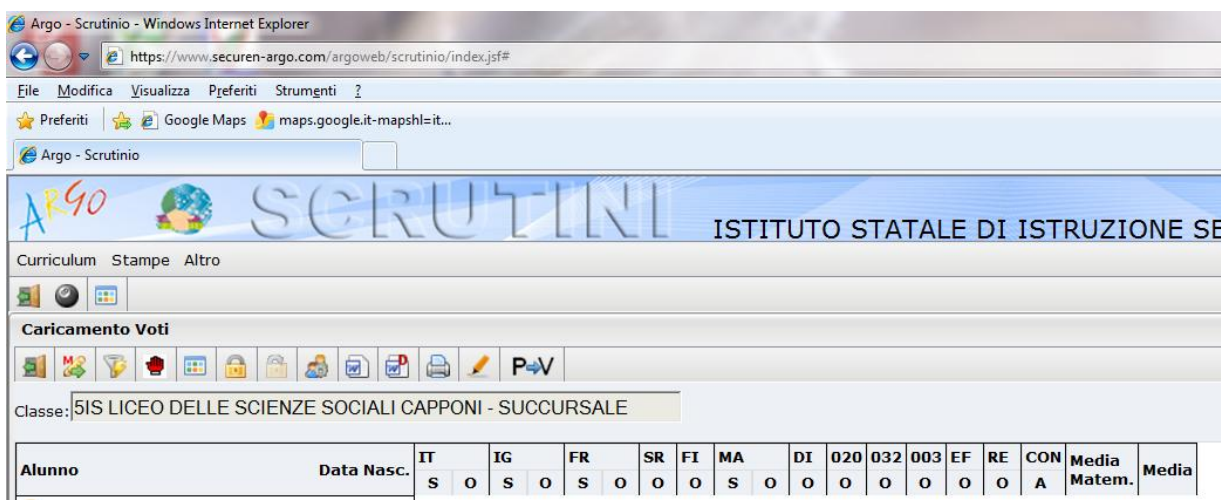 Argo - Scrutinio - Windows Internet Explorer
https://www.securen-argo.com/argoweb/scrutinio/index.jsf#
File Modifica Visualizza Preferiti Strumenti ?
Preferiti Google Maps maps.google.it-mapshl=it...
Argo - Scrutinio
ARGO SCRUTINI ISTITUTO STATALE DI ISTRUZIONE SE
Curriculum Stampe Altro
Caricamento Voti
P⇒V
Classe: 5IS LICEO DELLE SCIENZE SOCIALI CAPPONI - SUCCURSALE
Alunno Data Nasc. IT IG FR SR FI MA DI 020 032 003 EF RE CON Media Matem. Media
S O S O S O O O S O O O O O O O A